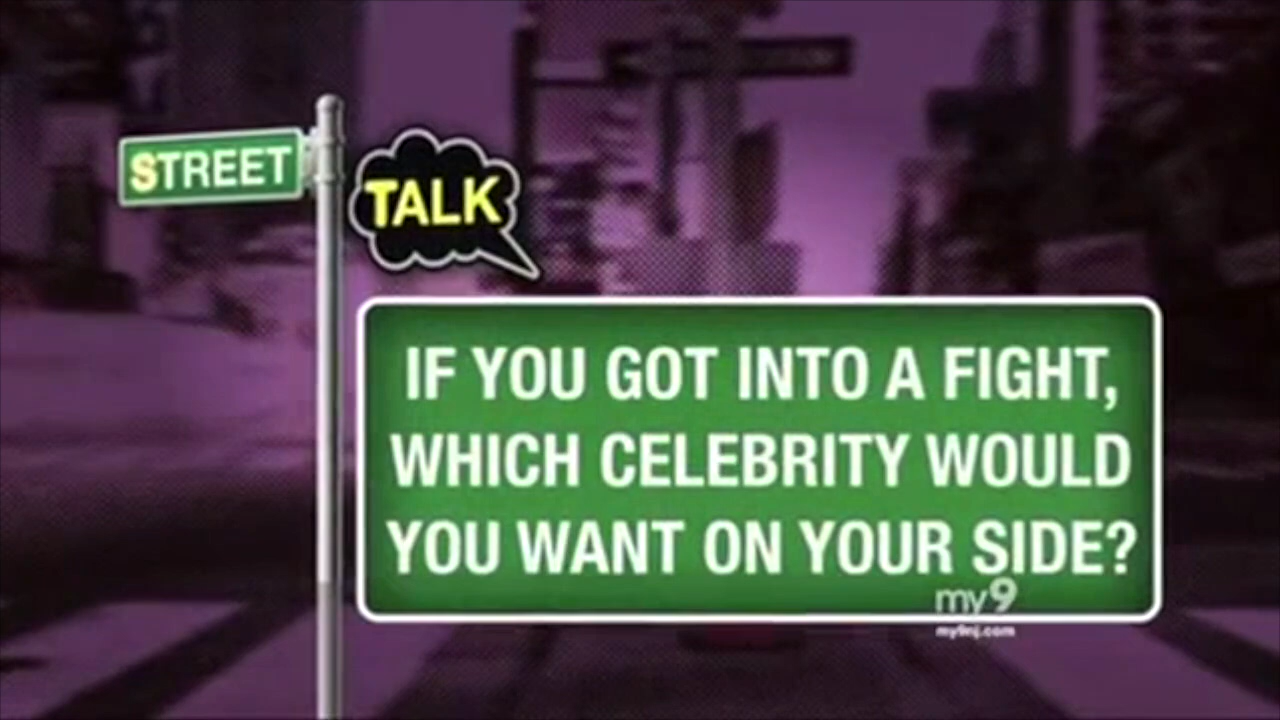 STREET
TALK
IF YOU GOT INTO A FIGHT,
WHICH CELEBRITY WOULD
YOU WANT ON YOUR SIDE?
my9
my9nj.com